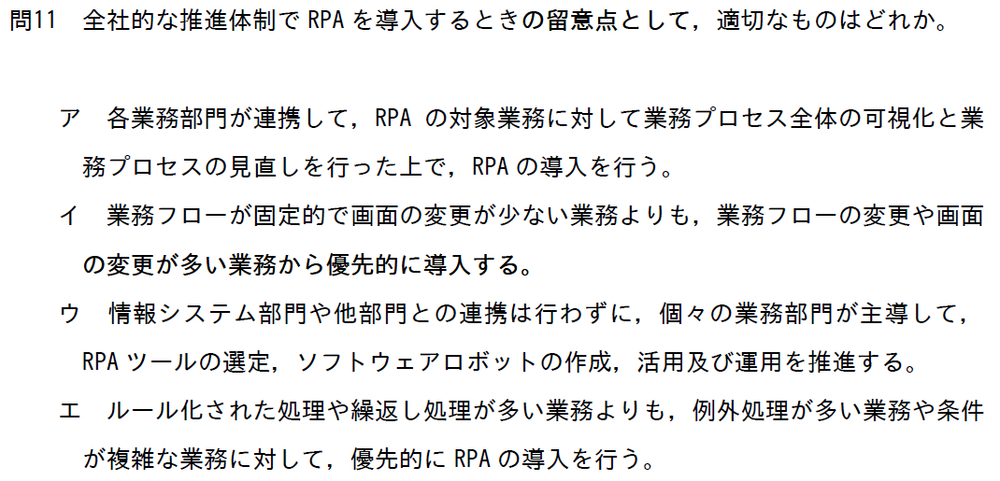 問11　全社的な推進体制で RPA を導入するときの留意点として，適切なものはどれか。
ア　各業務部門が連携して，RPA の対象業務に対して業務プロセス全体の可視化と業
務プロセスの見直しを行った上で，RPA の導入を行う。
イ　業務フローが固定的で画面の変更が少ない業務よりも，業務フローの変更や画面
の変更が多い業務から優先的に導入する。
ウ　情報システム部門や他部門との連携は行わずに，個々の業務部門が主導して，
RPA ツールの選定，ソフトウェアロボットの作成，活用及び運用を推進する。
エ　ルール化された処理や繰返し処理が多い業務よりも，例外処理が多い業務や条件
が複雑な業務に対して，優先的に RPA の導入を行う。